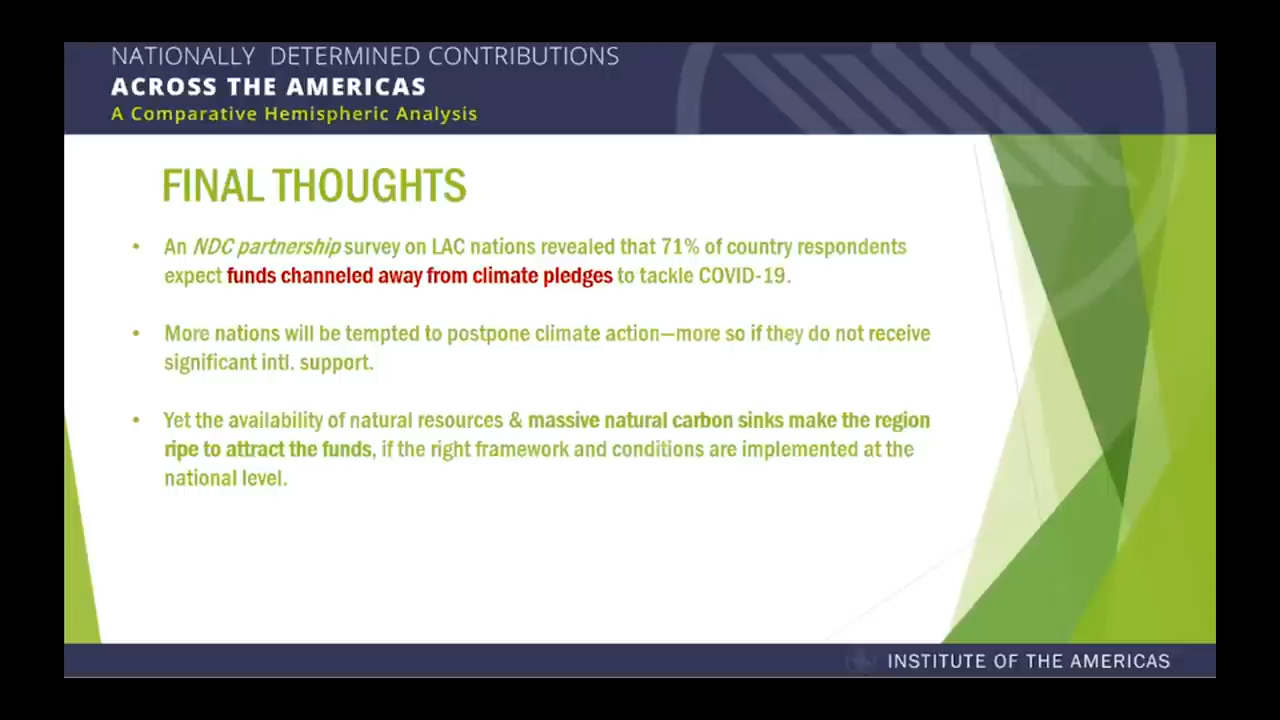 NATIONALLY DETERMINED CONTRIBUTIONS
ACROSS THE AMERICAS
A Comparative Hemispheric Analysis
FINAL THOUGHTS
• An NDC partnership survey on LAC nations revealed that 71% of country respondents
expect funds channeled away from climate pledges to tackle COVID-19.
• More nations will be tempted to postpone climate action—more so if they do not receive
significant intl. support.
• Yet the availability of natural resources & massive natural carbon sinks make the region
ripe to attract the funds, if the right framework and conditions are implemented at the
national level.
INSTITUTE OF THE AMERICAS